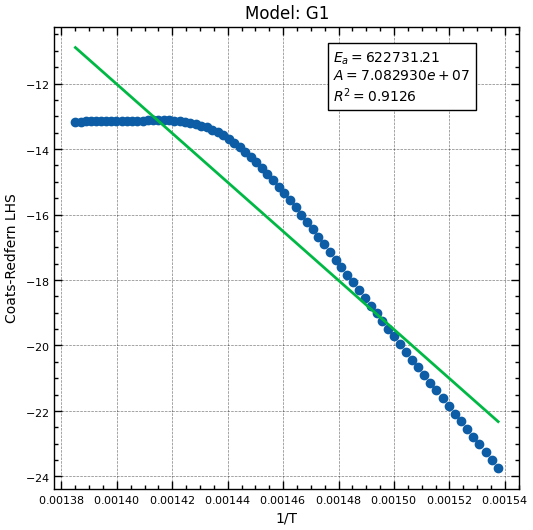 Model: G1
Eₐ = 622731.21
A = 7.082930e + 07
R² = 0.9126
Coats-Redfern LHS
−12
−14
−16
−18
−20
−22
−24
0.00138 0.00140 0.00142 0.00144 0.00146 0.00148 0.00150 0.00152 0.00154
1/T